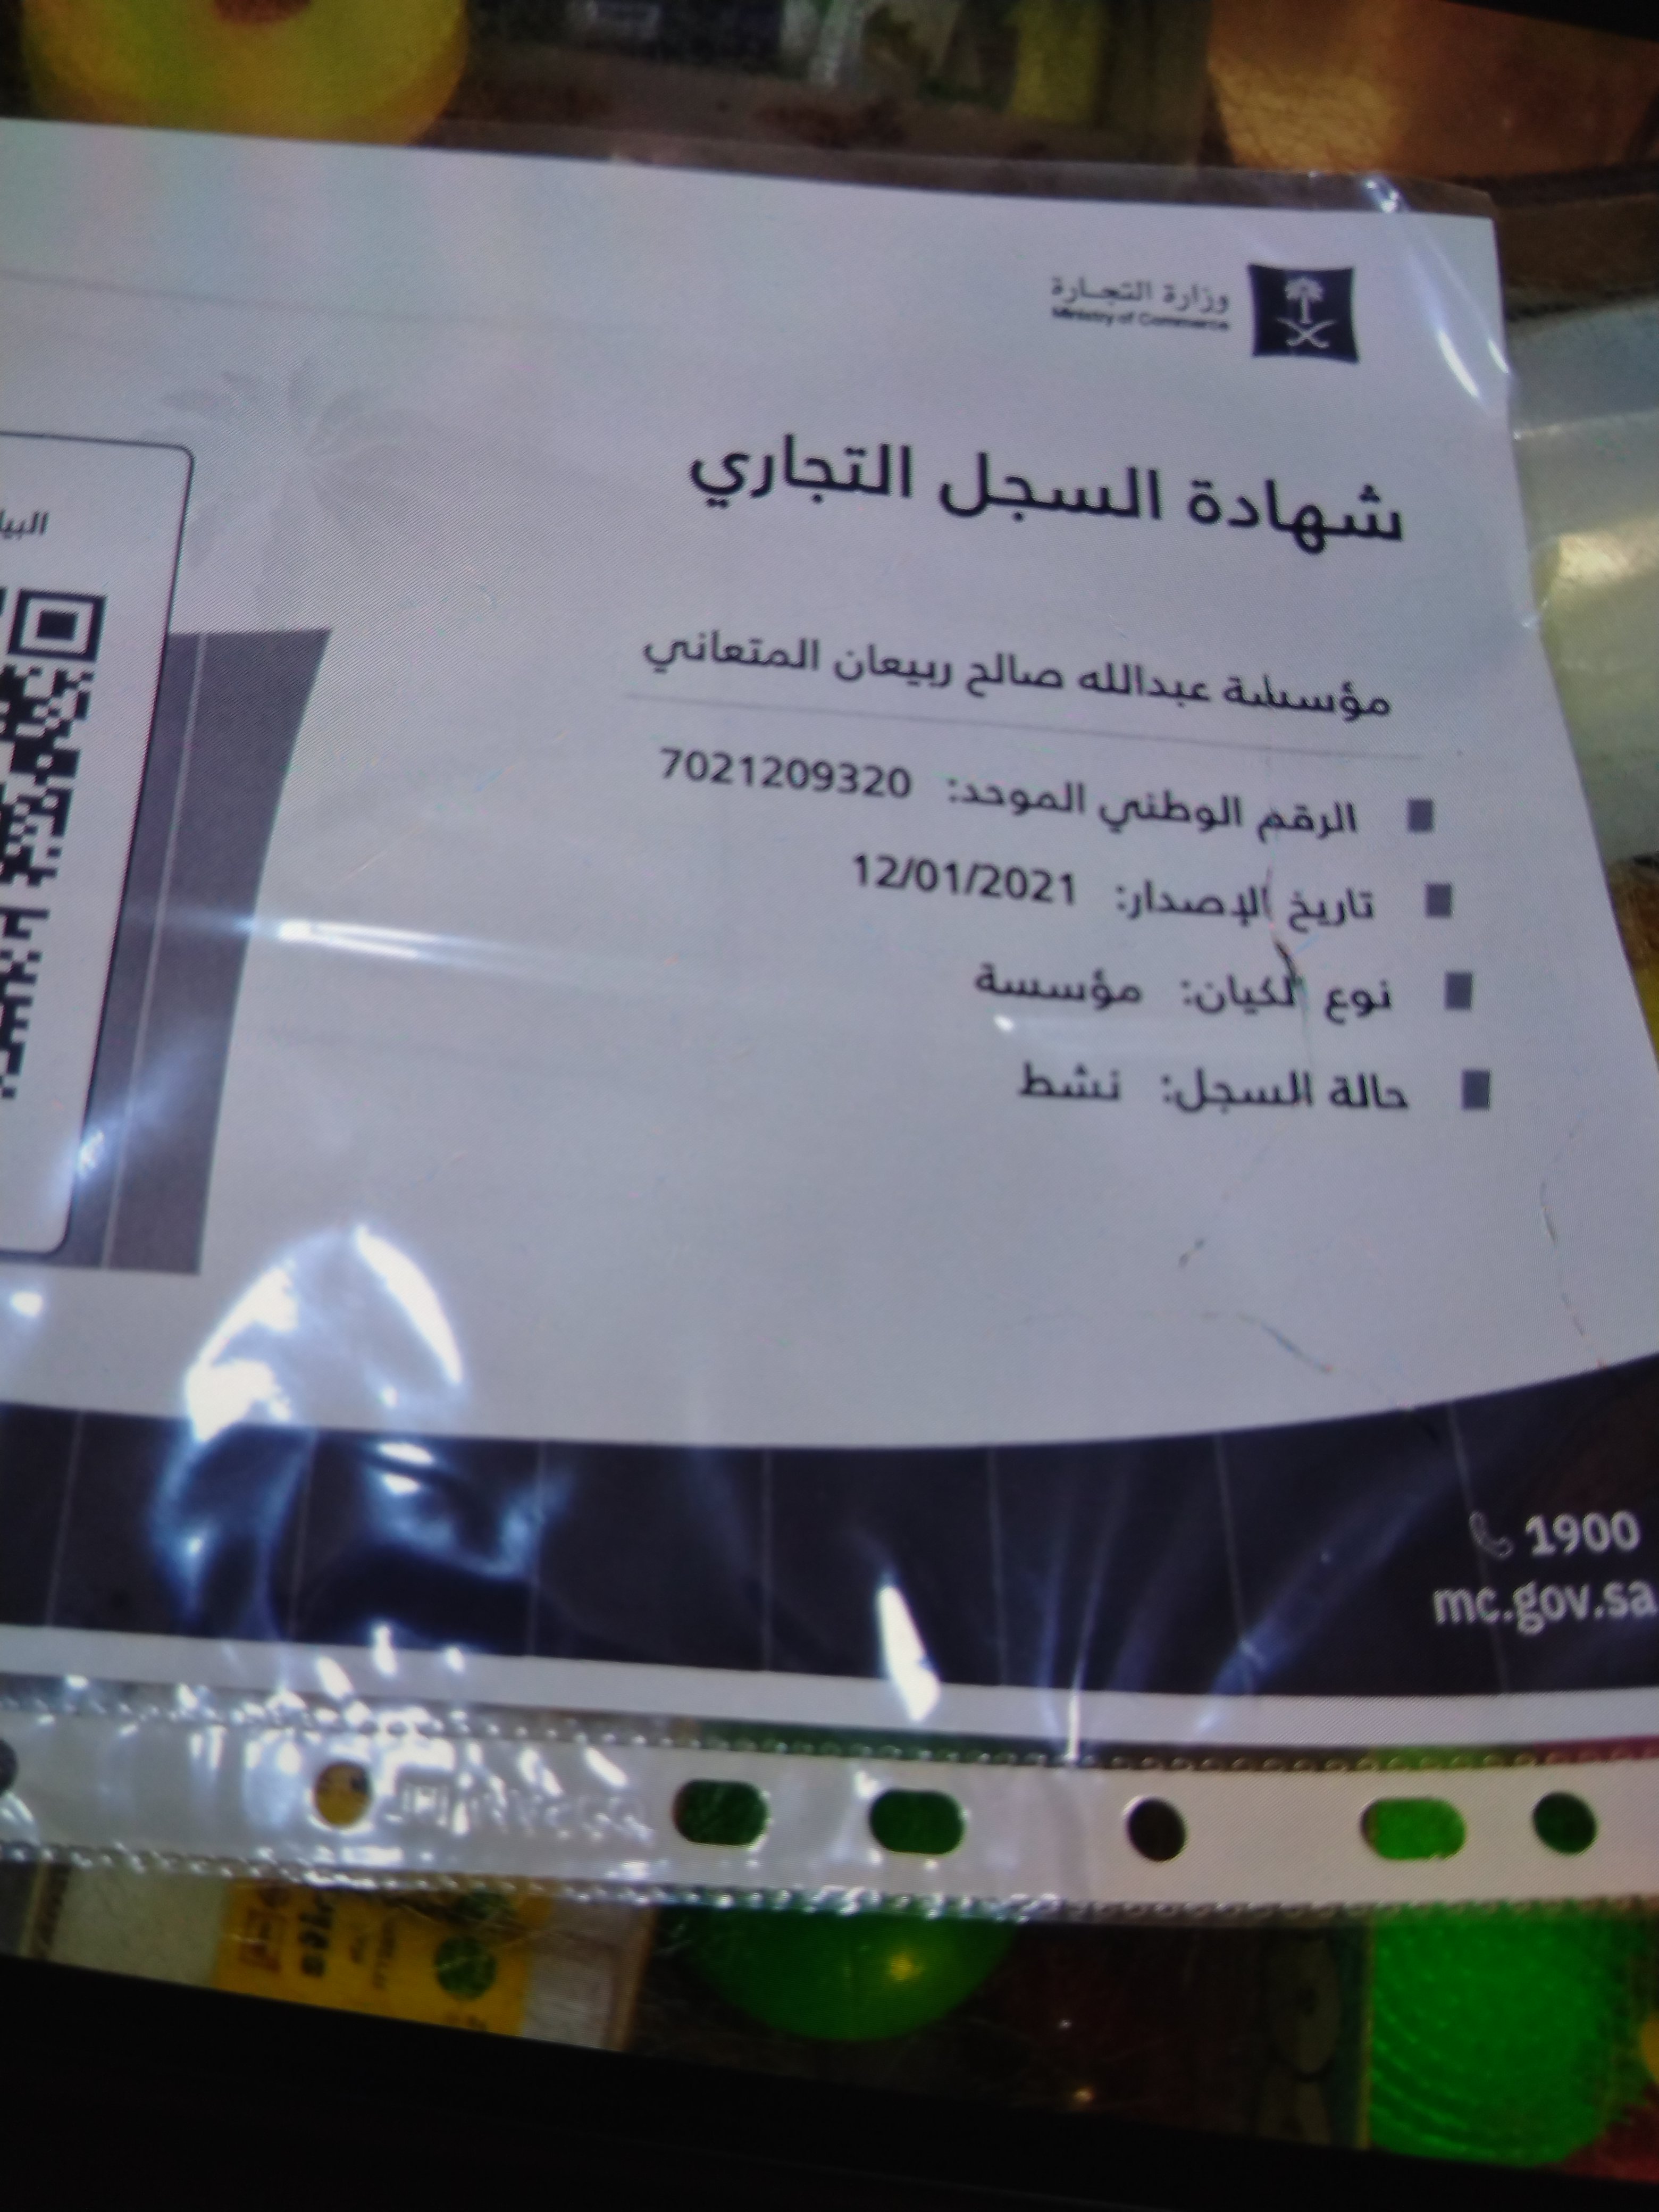 وزارة التجارة
Ministry of Commerce
شهادة السجل التجاري
مؤسسة عبدالله صالح ربيعان المتعاني
الرقم الوطني الموحد: 7021209320
تاريخ الإصدار: 12/01/2021
نوع الكيان: مؤسسة
حالة السجل: نشط
1900
mc.gov.sa